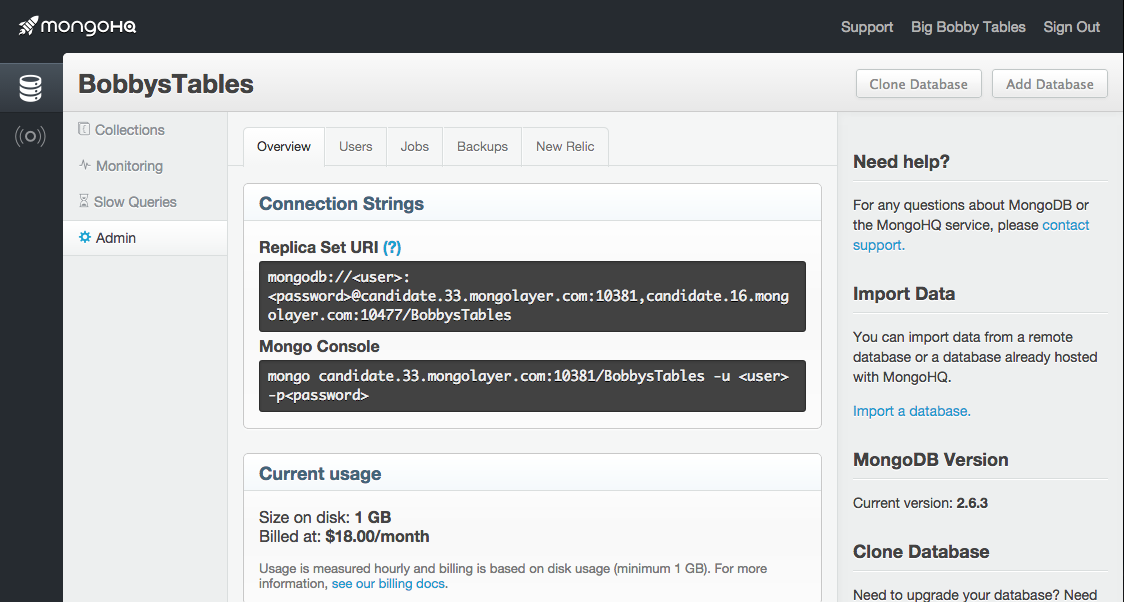 mongoHQ
Support Big Bobby Tables Sign Out
BobbysTables
Clone Database Add Database
Collections
Monitoring
Slow Queries
Admin
Overview Users Jobs Backups New Relic
Connection Strings
Replica Set URI (?)
mongodb://<user>:
<password>@candidate.33.mongolayer.com:10381,candidate.16.mong
olayer.com:10477/BobbysTables
Mongo Console
mongo candidate.33.mongolayer.com:10381/BobbysTables -u <user>
-p<password>
Current usage
Size on disk: 1 GB
Billed at: $18.00/month
Usage is measured hourly and billing is based on disk usage (minimum 1 GB). For more
information, see our billing docs.
Need help?
For any questions about MongoDB or
the MongoHQ service, please contact
support.
Import Data
You can import data from a remote
database or a database already hosted
with MongoHQ.
Import a database.
MongoDB Version
Current version: 2.6.3
Clone Database
Need to upgrade your database? Need